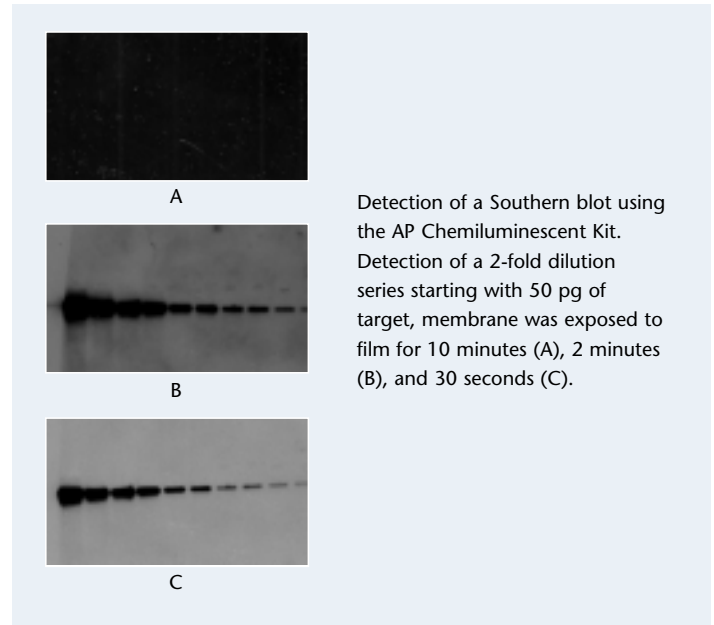 A
Detection of a Southern blot using
the AP Chemiluminescent Kit.
Detection of a 2-fold dilution
series starting with 50 pg of
target, membrane was exposed to
film for 10 minutes (A), 2 minutes
(B), and 30 seconds (C).
B
C